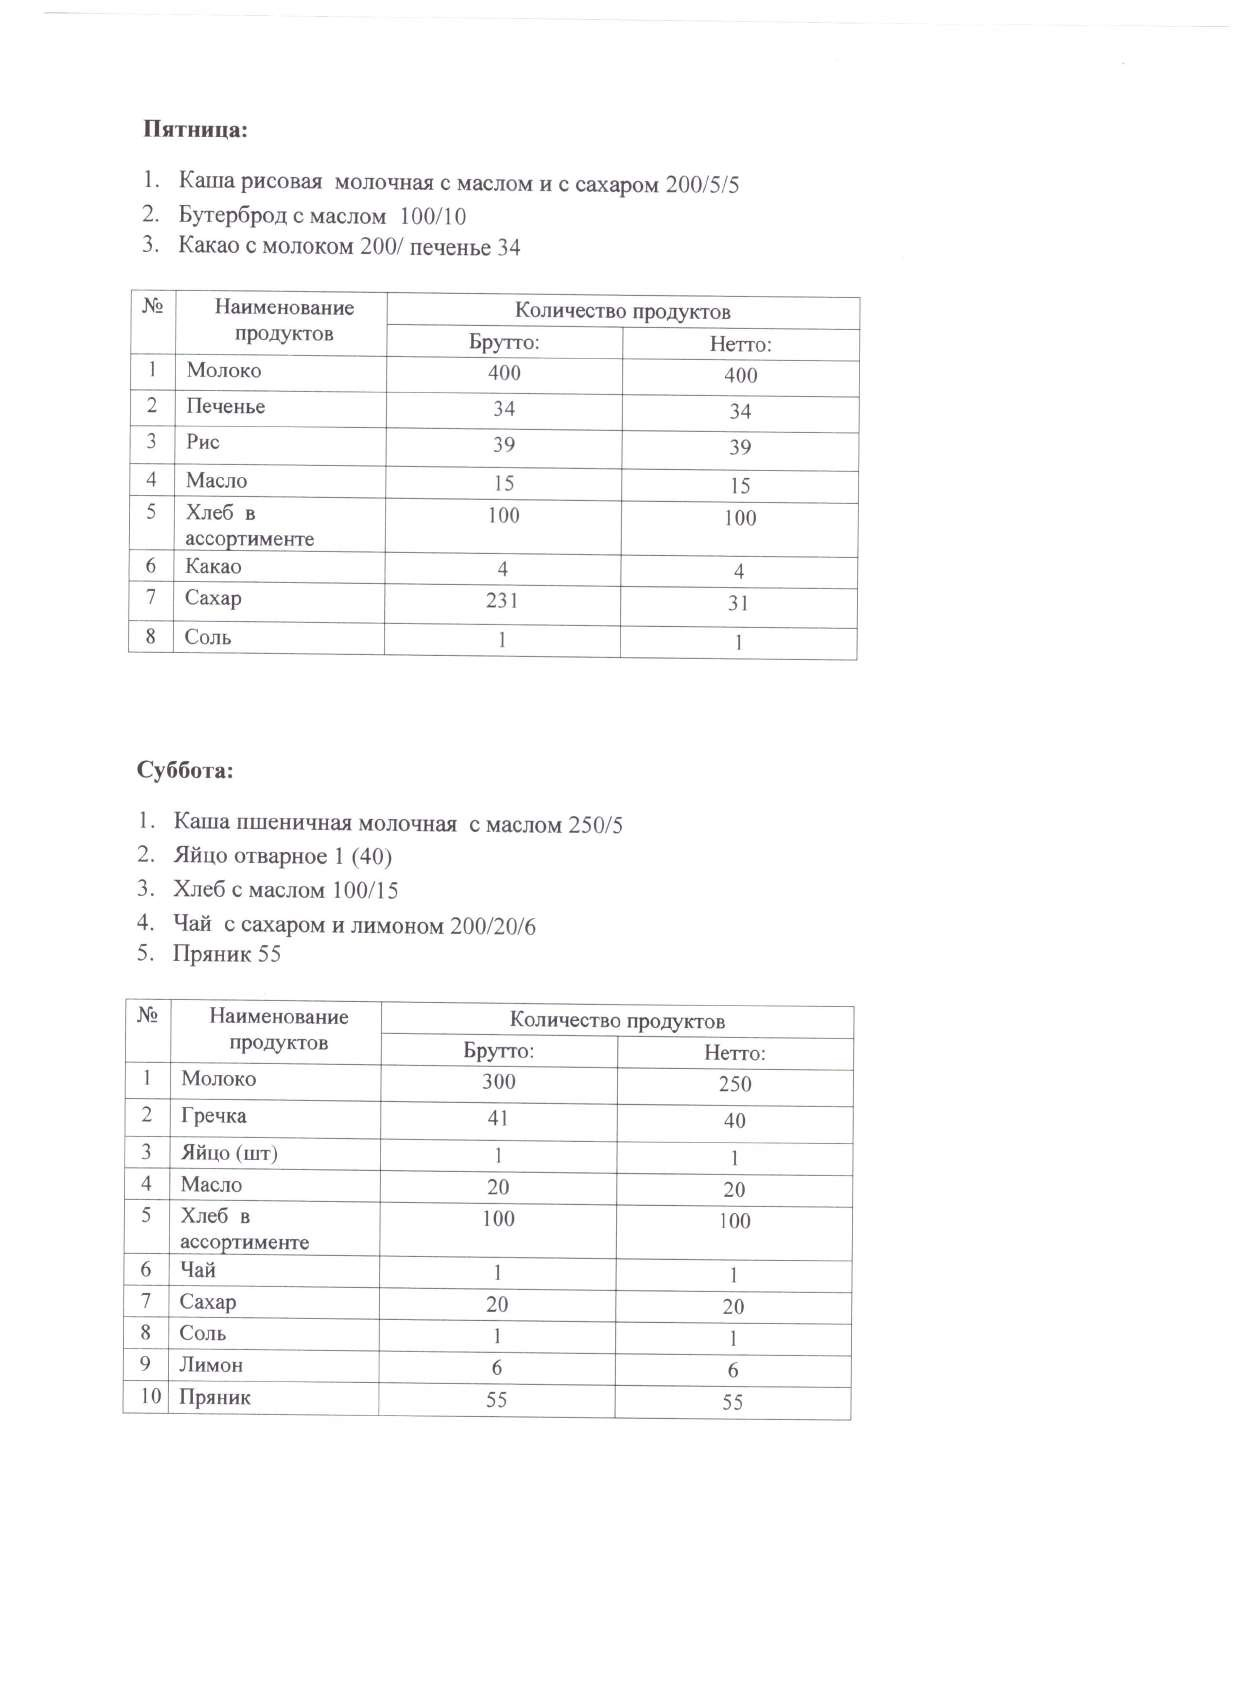 Пятница:
1. Каша рисовая молочная с маслом и с сахаром 200/5/5
2. Бутерброд с маслом 100/10
3. Какао с молоком 200/ печенье 34
№ Наименование продуктов Количество продуктов
Брутто: Нетто:
1 Молоко 400 400
2 Печенье 34 34
3 Рис 39 39
4 Масло 15 15
5 Хлеб в ассортименте 100 100
6 Какао 4 4
7 Сахар 231 31
8 Соль 1 1
Суббота:
1. Каша пшеничная молочная с маслом 250/5
2. Яйцо отварное 1 (40)
3. Хлеб с маслом 100/15
4. Чай с сахаром и лимоном 200/20/6
5. Пряник 55
№ Наименование продуктов Количество продуктов
Брутто: Нетто:
1 Молоко 300 250
2 Гречка 41 40
3 Яйцо (шт) 1 1
4 Масло 20 20
5 Хлеб в ассортименте 100 100
6 Чай 1 1
7 Сахар 20 20
8 Соль 1 1
9 Лимон 6 6
10 Пряник 55 55